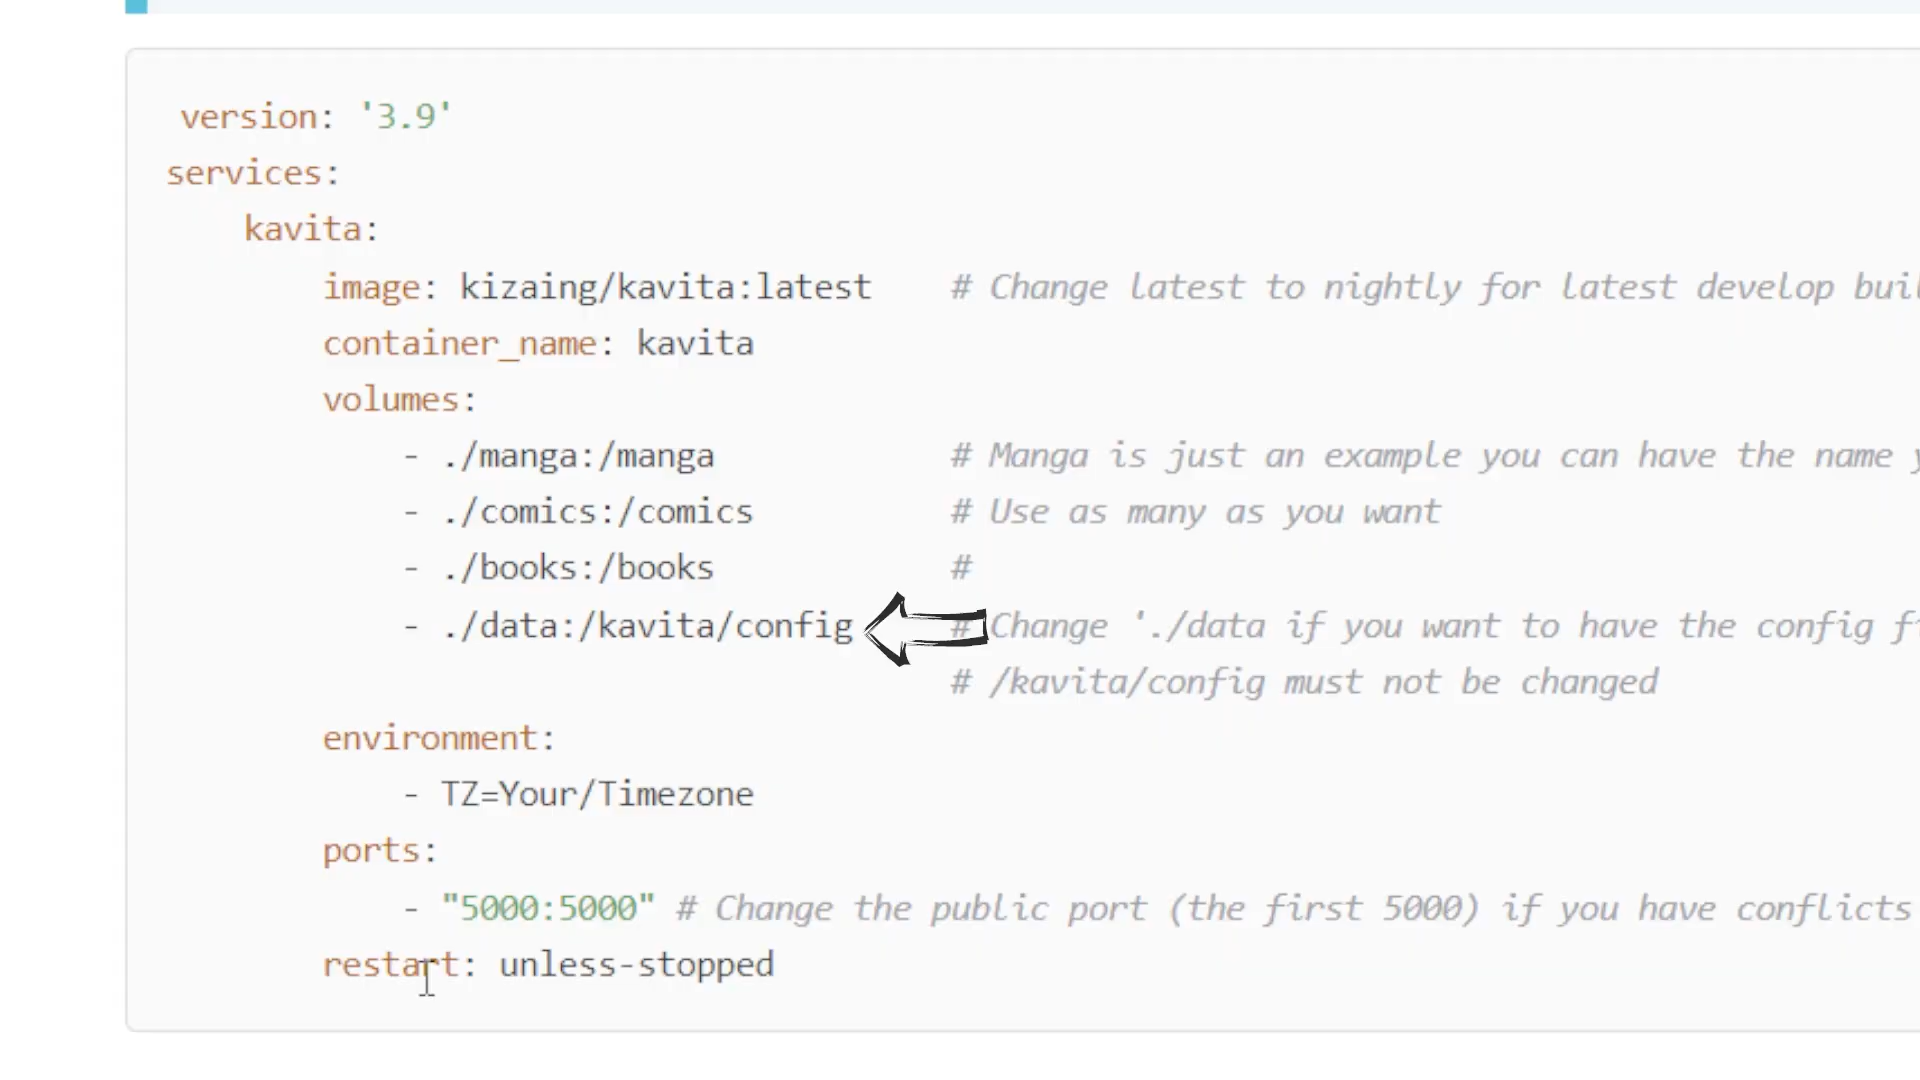 version: '3.9'
services:
kavita:
image: kizaing/kavita:latest # Change latest to nightly for latest develop
container_name: kavita
volumes:
- ./manga:/manga # Manga is just an example you can have the name
- ./comics:/comics # Use as many as you want
- ./books:/books #
- ./data:/kavita/config # Change './data if you want to have the config
# /kavita/config must not be changed
environment:
- TZ=Your/Timezone
ports:
- "5000:5000" # Change the public port (the first 5000) if you have conflicts
restart: unless-stopped